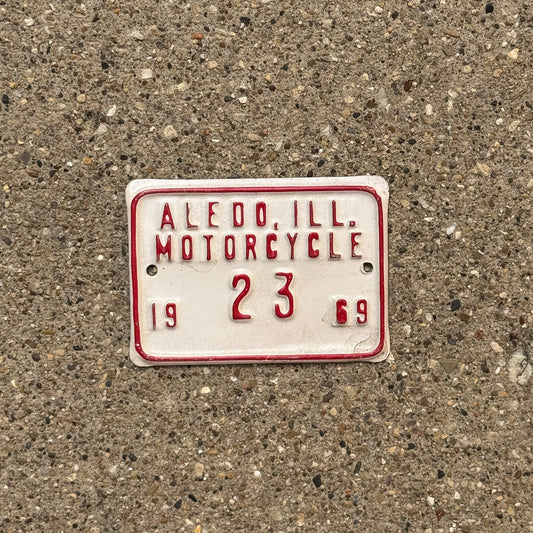 ALEDO, ILL.
MOTORCYCLE
23
19 69